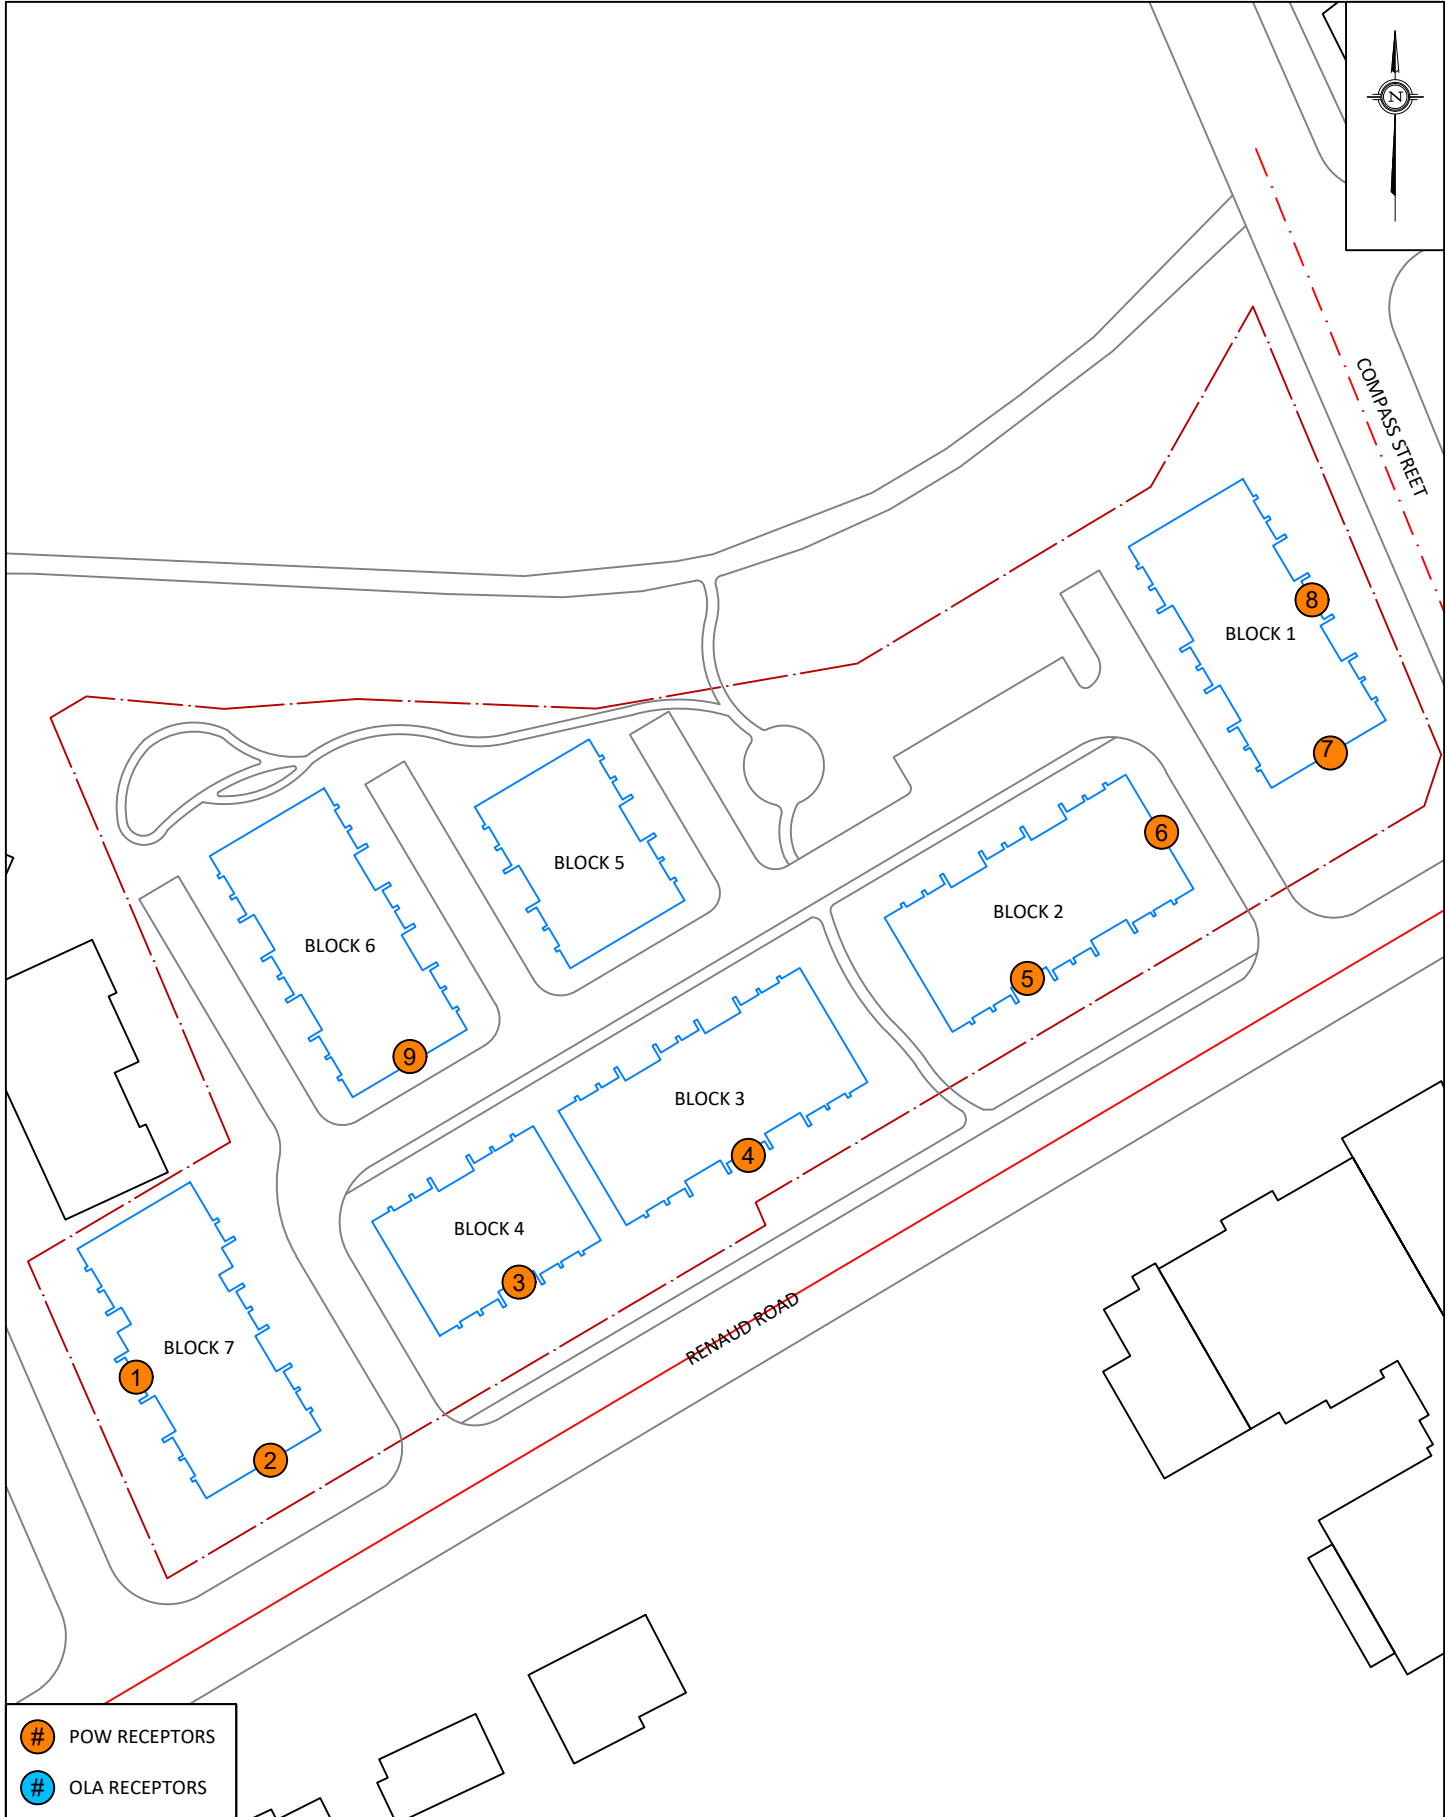 N
COMPASS STREET
8
BLOCK 1
7
6
BLOCK 5
BLOCK 2
BLOCK 6
5
9
BLOCK 3
4
BLOCK 4
3
RENAUD ROAD
BLOCK 7
1
2
# POW RECEPTORS
# OLA RECEPTORS